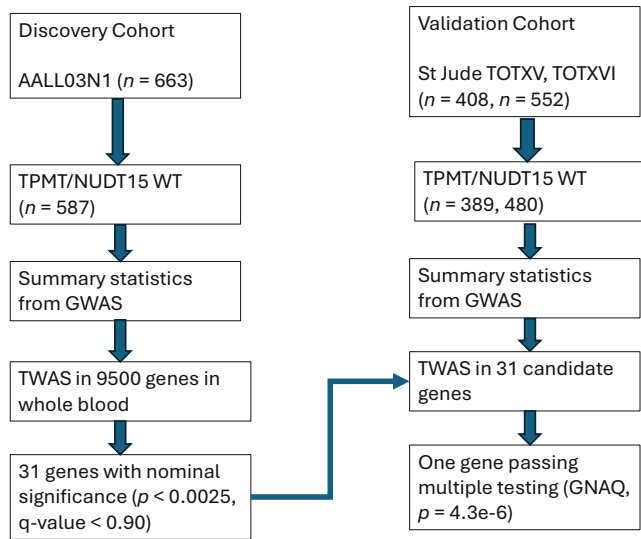 Discovery Cohort
AALL03N1 (n = 663)
TPMT/NUDT15 WT
(n = 587)
Summary statistics
from GWAS
TWAS in 9500 genes in
whole blood
31 genes with nominal
significance (p < 0.0025,
q-value < 0.90)
Validation Cohort
St Jude TOTXV, TOTXVI
(n = 408, n = 552)
TPMT/NUDT15 WT
(n = 389, 480)
Summary statistics
from GWAS
TWAS in 31 candidate
genes
One gene passing
multiple testing (GNAQ,
p = 4.3e-6)